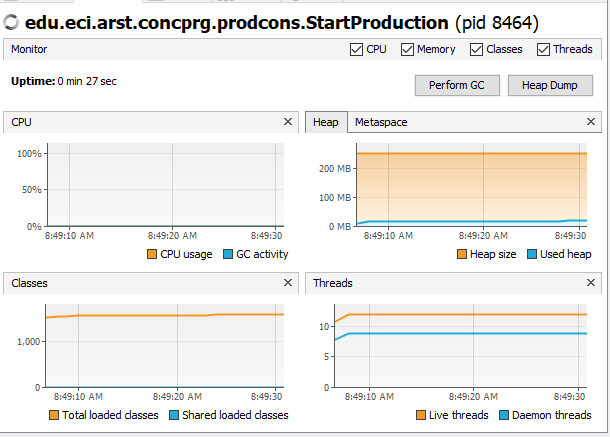 edu.eci.arst.concprg.prodcons.StartProduction (pid 8464)
Monitor CPU Memory Classes Threads
Uptime: 0 min 27 sec Perform GC Heap Dump
CPU
100%
50%
0%
8:49:10 AM 8:49:20 AM 8:49:30
CPU usage GC activity
Heap Metaspace
200 MB
100 MB
0 MB
8:49:10 AM 8:49:20 AM 8:49:30
Heap size Used heap
Classes
1,000
0
8:49:10 AM 8:49:20 AM 8:49:30
Total loaded classes Shared loaded classes
Threads
10
5
0
8:49:10 AM 8:49:20 AM 8:49:30
Live threads Daemon threads